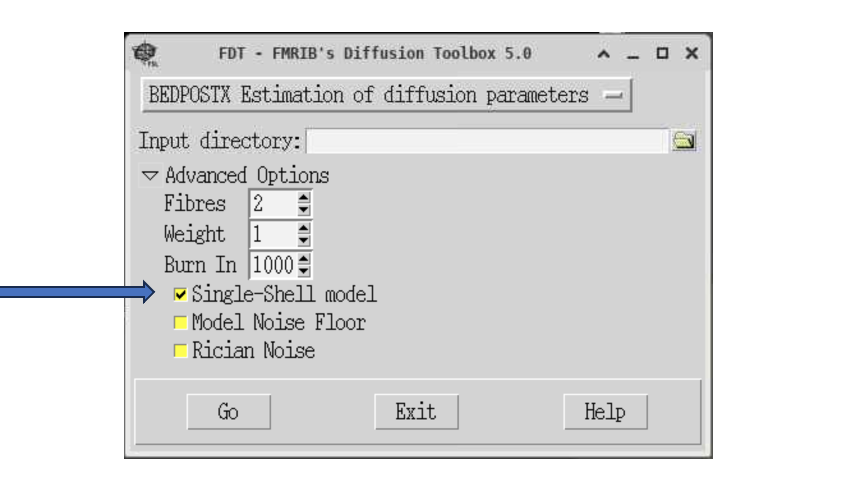 FDT - FMRIB's Diffusion Toolbox 5.0
BEDPOSTX Estimation of diffusion parameters
Input directory:
Advanced Options
Fibres 2
Weight 1
Burn In 1000
Single-Shell model
Model Noise Floor
Rician Noise
Go Exit Help